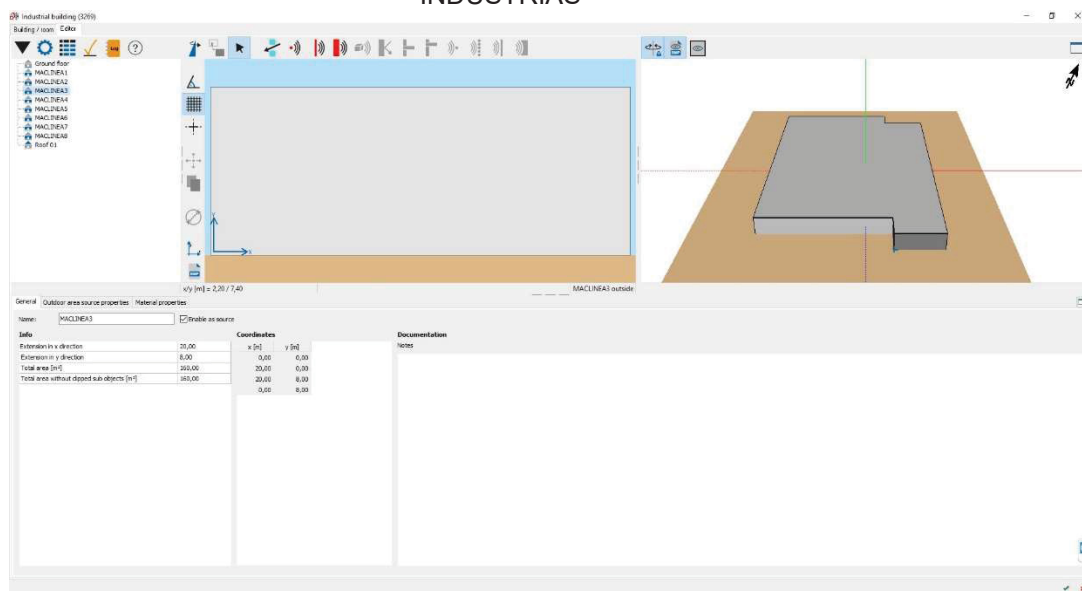 INDUSTRIAS
Industrial building (3269)
Building / room Editor
Log
Ground floor
MACLINEA1
MACLINEA2
MACLINEA3
MACLINEA4
MACLINEA5
MACLINEA6
MACLINEA7
MACLINEA8
Roof 01
y
x
x/y [m] = 2,20 / 7,40
MACLINEA3 outside
General Outdoor area source properties Material properties
Name: MACLINEA3 Enable as source
Info Coordinates Documentation
Extension in x direction 20,00 x [m] y [m] Notes
Extension in y direction 8,00 0,00 0,00
Total area [m²] 160,00 20,00 0,00
Total area without clipped sub objects [m²] 160,00 20,00 8,00
0,00 8,00